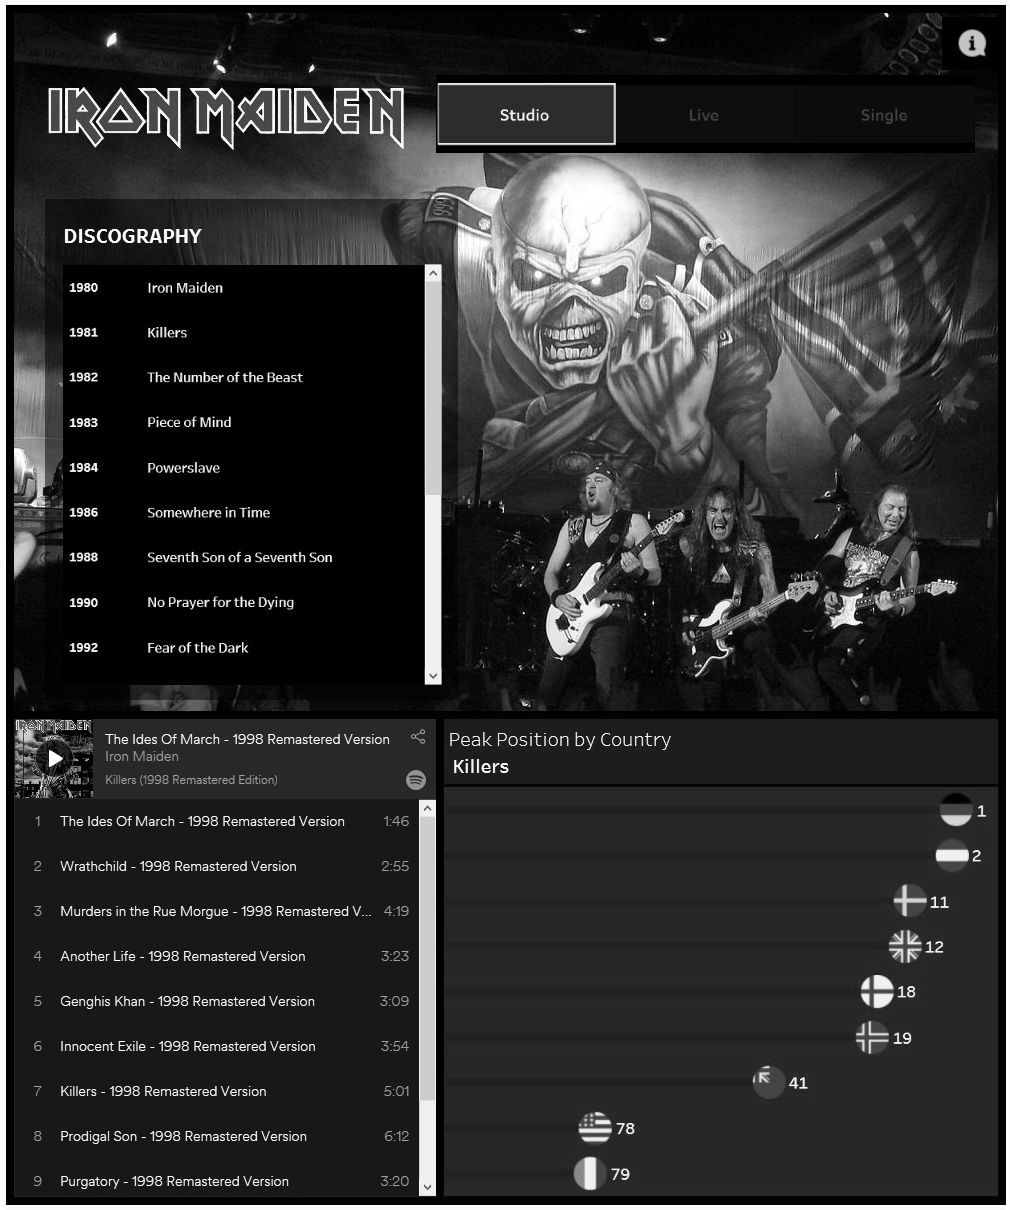 IRON MAIDEN
Studio
Live
Single
666
DISCOGRAPHY
1980 Iron Maiden
1981 Killers
1982 The Number of the Beast
1983 Piece of Mind
1984 Powerslave
1986 Somewhere in Time
1988 Seventh Son of a Seventh Son
1990 No Prayer for the Dying
1992 Fear of the Dark
IRON MAIDEN
The Ides Of March - 1998 Remastered Version
Iron Maiden
Killers (1998 Remastered Edition)
1 The Ides Of March - 1998 Remastered Version 1:46
2 Wrathchild - 1998 Remastered Version 2:55
3 Murders in the Rue Morgue - 1998 Remastered V... 4:19
4 Another Life - 1998 Remastered Version 3:23
5 Genghis Khan - 1998 Remastered Version 3:09
6 Innocent Exile - 1998 Remastered Version 3:54
7 Killers - 1998 Remastered Version 5:01
8 Prodigal Son - 1998 Remastered Version 6:12
9 Purgatory - 1998 Remastered Version 3:20
Peak Position by Country
Killers
1
2
11
12
18
19
41
78
79